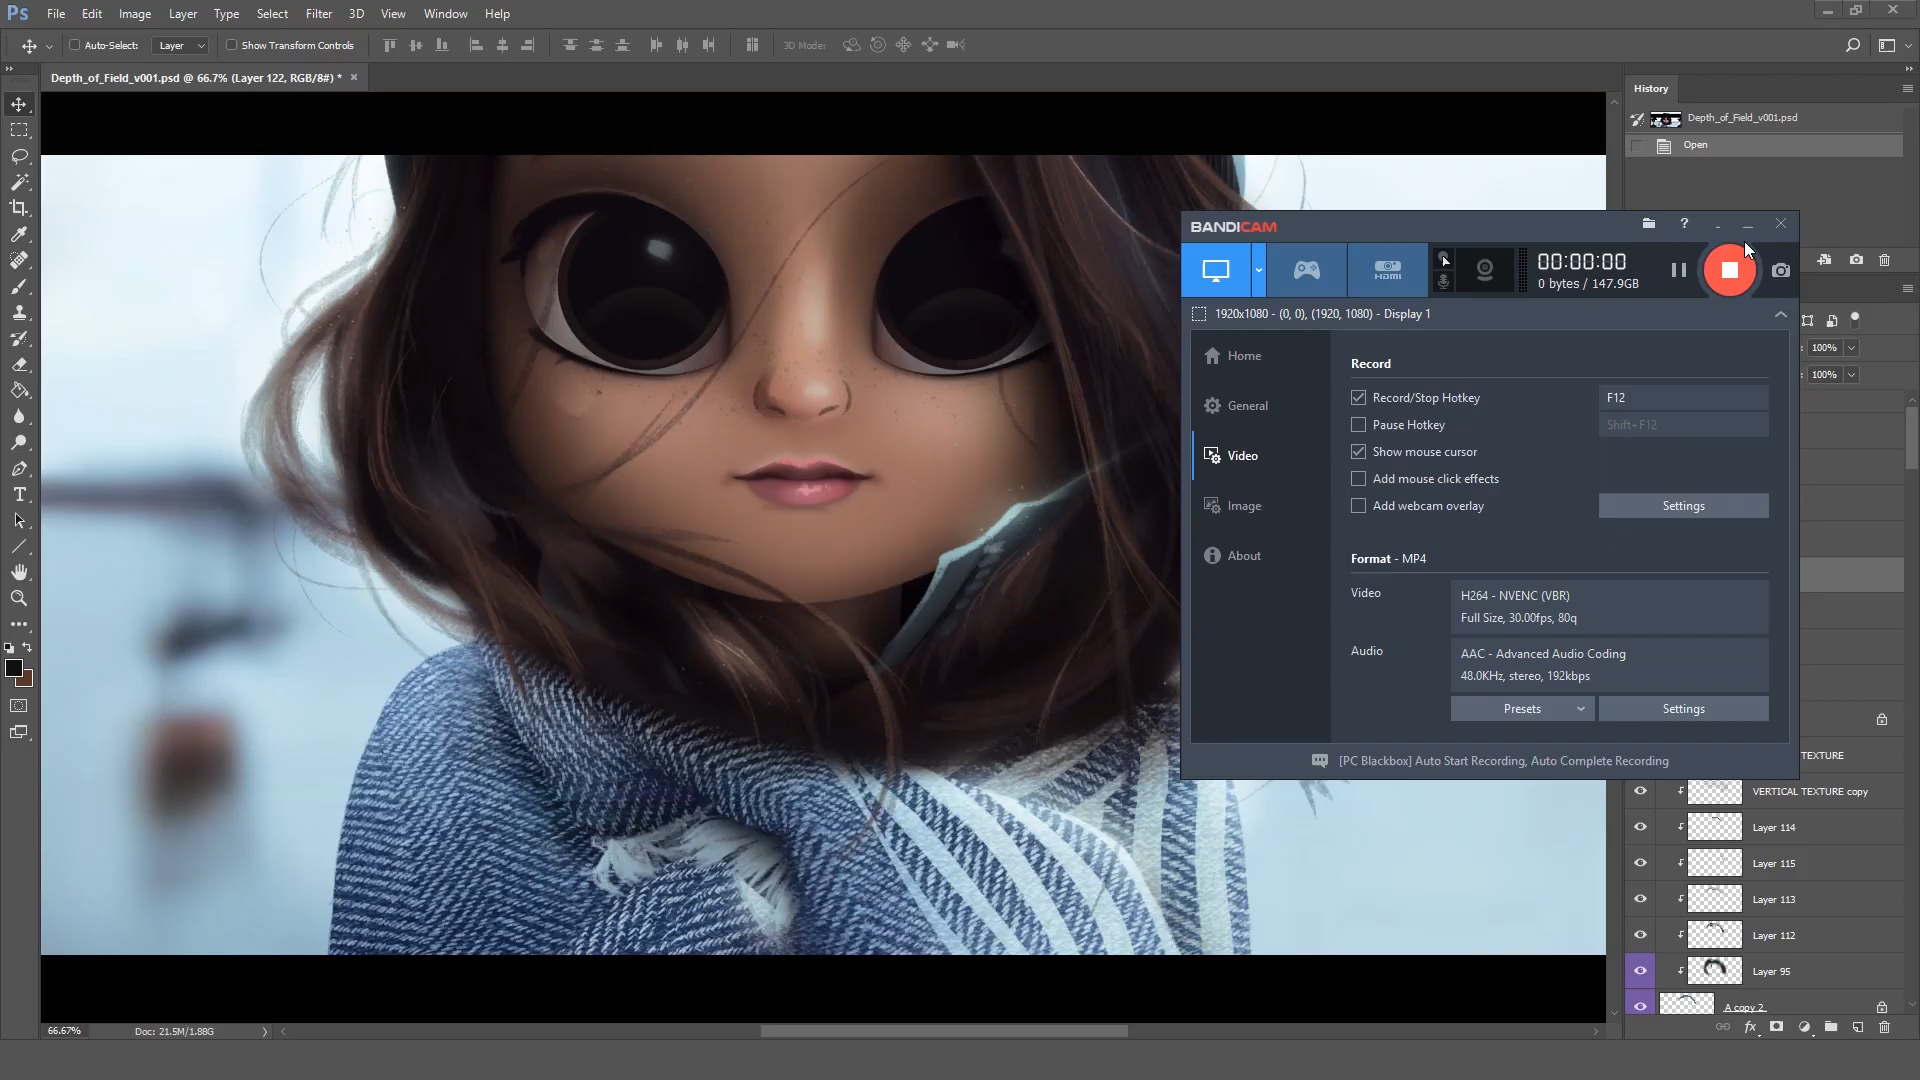 Ps File Edit Image Layer Type Select Filter 3D View Window Help
Auto-Select: Layer Show Transform Controls 3D Mode:
Depth_of_Field_v001.psd @ 66.7% (Layer 122, RGB/8#) *
History
Depth_of_Field_v001.psd
Open
BANDICAM
HDMI
00:00:00
0 bytes / 147.9GB
1920x1080 - (0, 0), (1920, 1080) - Display 1
Home
General
Video
Image
About
Record
Record/Stop Hotkey F12
Pause Hotkey Shift+F12
Show mouse cursor
Add mouse click effects
Add webcam overlay Settings
Format - MP4
Video H264 - NVENC (VBR)
Full Size, 30.00fps, 80q
Audio AAC - Advanced Audio Coding
48.0KHz, stereo, 192kbps
Presets Settings
[PC Blackbox] Auto Start Recording, Auto Complete Recording
: 100%
: 100%
TEXTURE
VERTICAL TEXTURE copy
Layer 114
Layer 115
Layer 113
Layer 112
Layer 95
A copy 2
66.67% Doc: 21.5M/1.88G